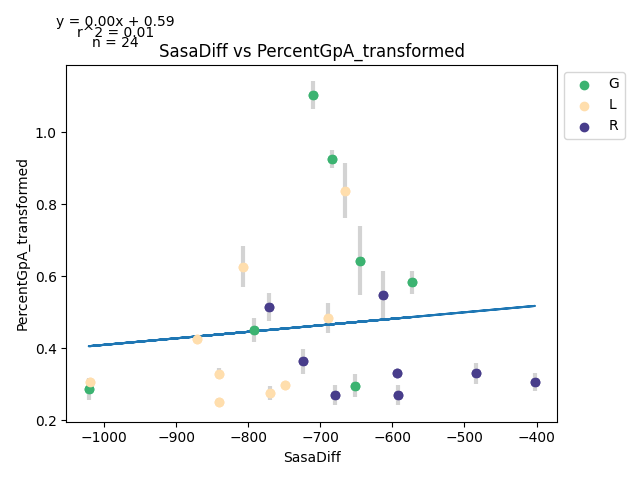 y = 0.00x + 0.59
r^2 = 0.01
n = 24
SasaDiff vs PercentGpA_transformed
G
L
R
PercentGpA_transformed
1.0
0.8
0.6
0.4
0.2
−1000 −900 −800 −700 −600 −500 −400
SasaDiff